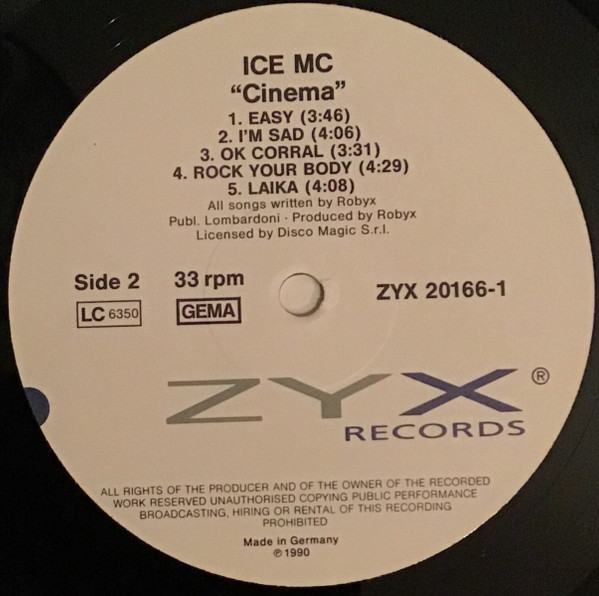 ICE MC
“Cinema”
1. EASY (3:46)
2. I'M SAD (4:06)
3. OK CORRAL (3:31)
4. ROCK YOUR BODY (4:29)
5. LAIKA (4:08)
All songs written by Robyx
Publ. Lombardoni · Produced by Robyx
Licensed by Disco Magic S.r.l.
Side 2 33 rpm ZYX 20166-1
LC 6350 GEMA
ZYX ®
RECORDS
ALL RIGHTS OF THE PRODUCER AND OF THE OWNER OF THE RECORDED
WORK RESERVED UNAUTHORISED COPYING PUBLIC PERFORMANCE
BROADCASTING, HIRING OR RENTAL OF THIS RECORDING
PROHIBITED
Made in Germany
℗ 1990